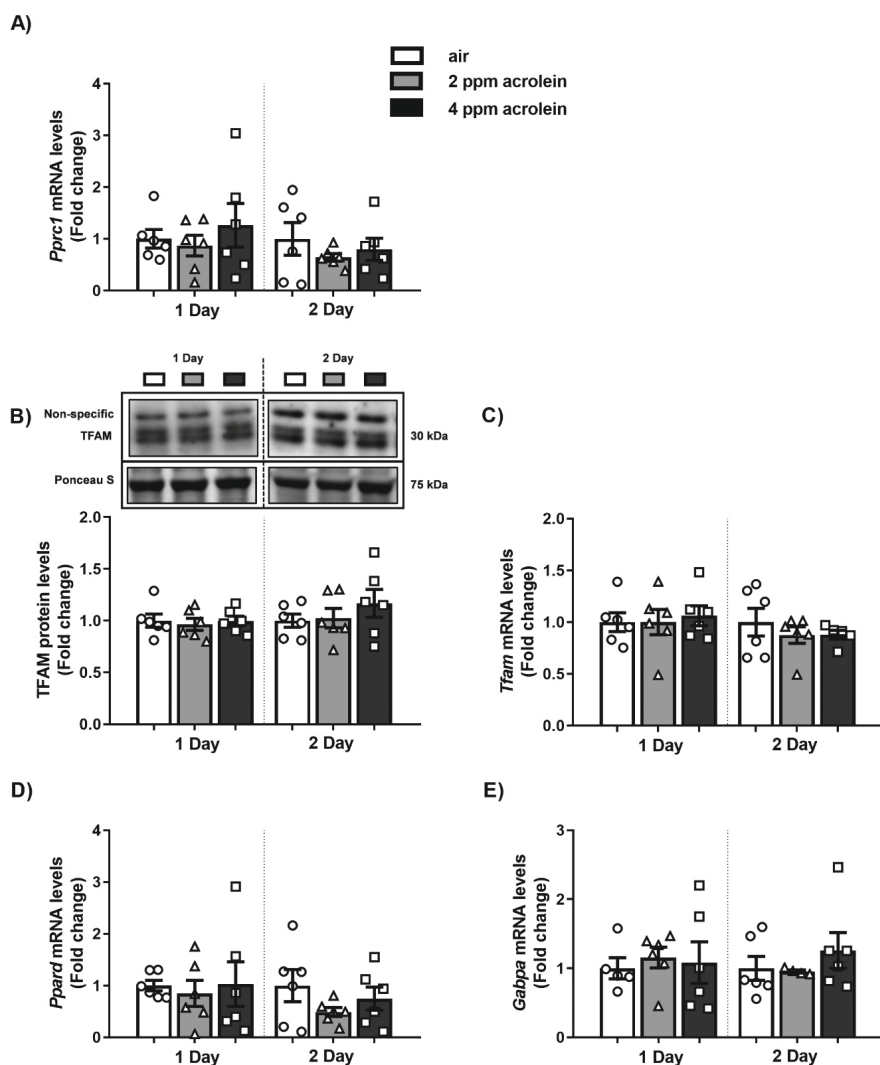 A)
air
2 ppm acrolein
4 ppm acrolein
Pprc1 mRNA levels
(Fold change)
4
3
2
1
0
1 Day
2 Day
B)
1 Day
2 Day
Non-specific
TFAM
30 kDa
Ponceau S
75 kDa
TFAM protein levels
(Fold change)
2.0
1.5
1.0
0.5
0.0
1 Day
2 Day
C)
Tfam mRNA levels
(Fold change)
2.0
1.5
1.0
0.5
0.0
1 Day
2 Day
D)
Ppard mRNA levels
(Fold change)
4
3
2
1
0
1 Day
2 Day
E)
Gabpa mRNA levels
(Fold change)
3
2
1
0
1 Day
2 Day